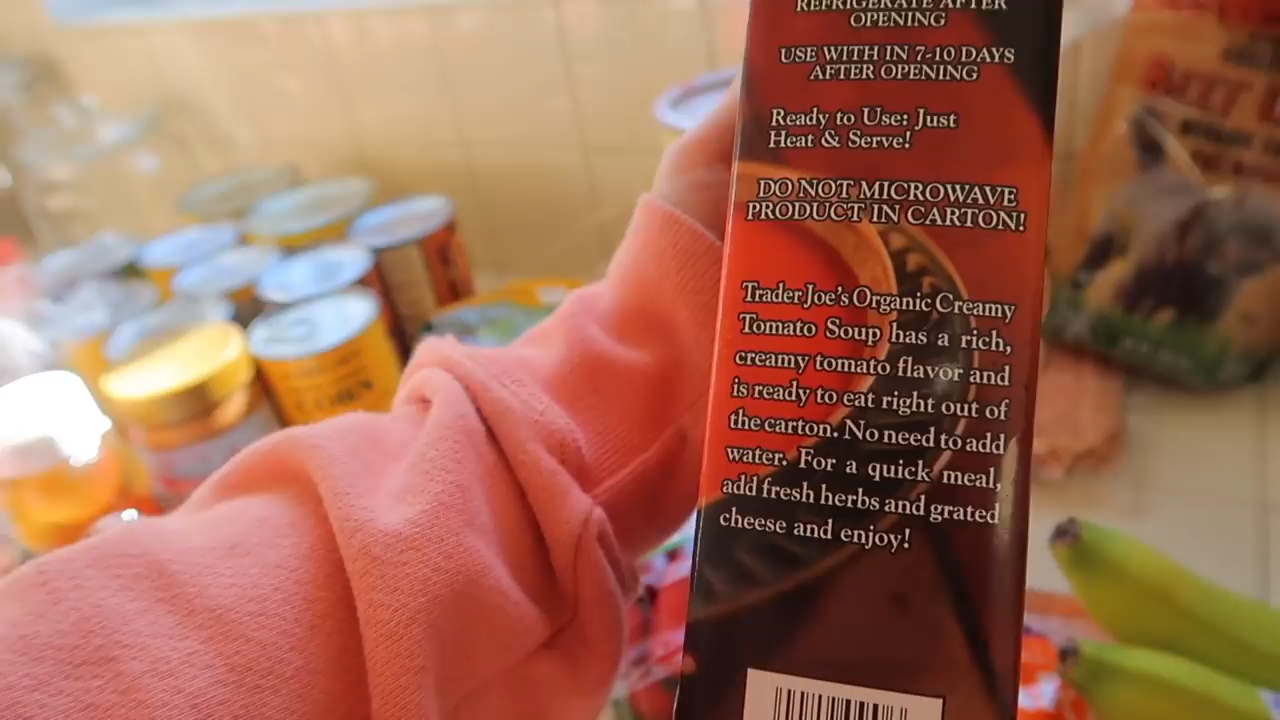 REFRIGERATE AFTER
OPENING
USE WITH IN 7-10 DAYS
AFTER OPENING
Ready to Use: Just
Heat & Serve!
DO NOT MICROWAVE
PRODUCT IN CARTON!
Trader Joe's Organic Creamy
Tomato Soup has a rich,
creamy tomato flavor and
is ready to eat right out of
the carton. No need to add
water. For a quick meal,
add fresh herbs and grated
cheese and enjoy!
CORN